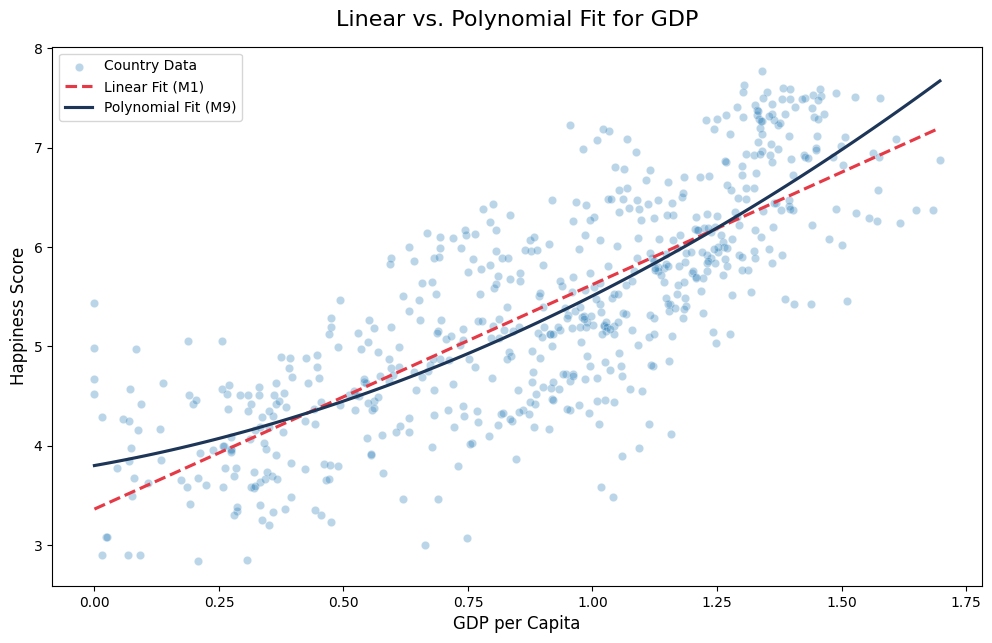 Linear vs. Polynomial Fit for GDP
Country Data
Linear Fit (M1)
Polynomial Fit (M9)
Happiness Score
8
7
6
5
4
3
0.00 0.25 0.50 0.75 1.00 1.25 1.50 1.75
GDP per Capita